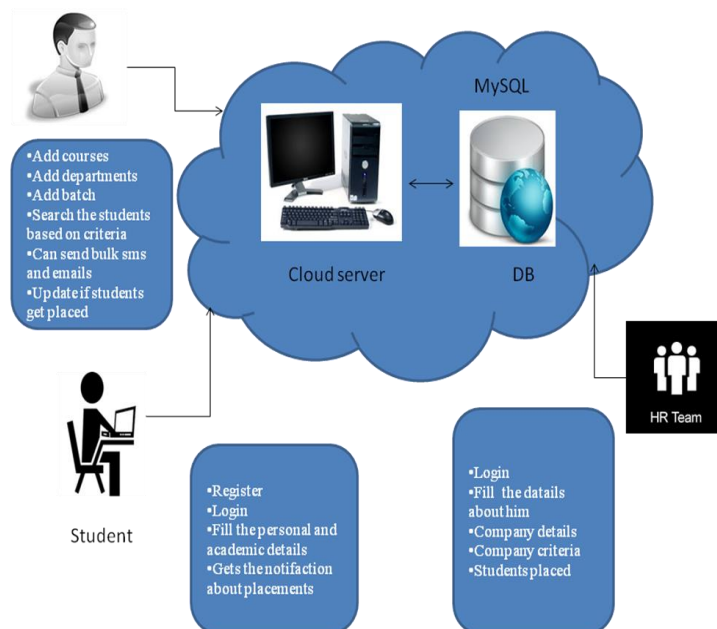 MySQL
Cloud server
DB
•Add courses
•Add departments
•Add batch
•Search the students
based on criteria
•Can send bulk sms
and emails
•Update if students
get placed
HR Team
Student
•Register
•Login
•Fill the personal and
academic details
•Gets the notifaction
about placements
•Login
•Fill the datails
about him
•Company details
•Company criteria
•Students placed